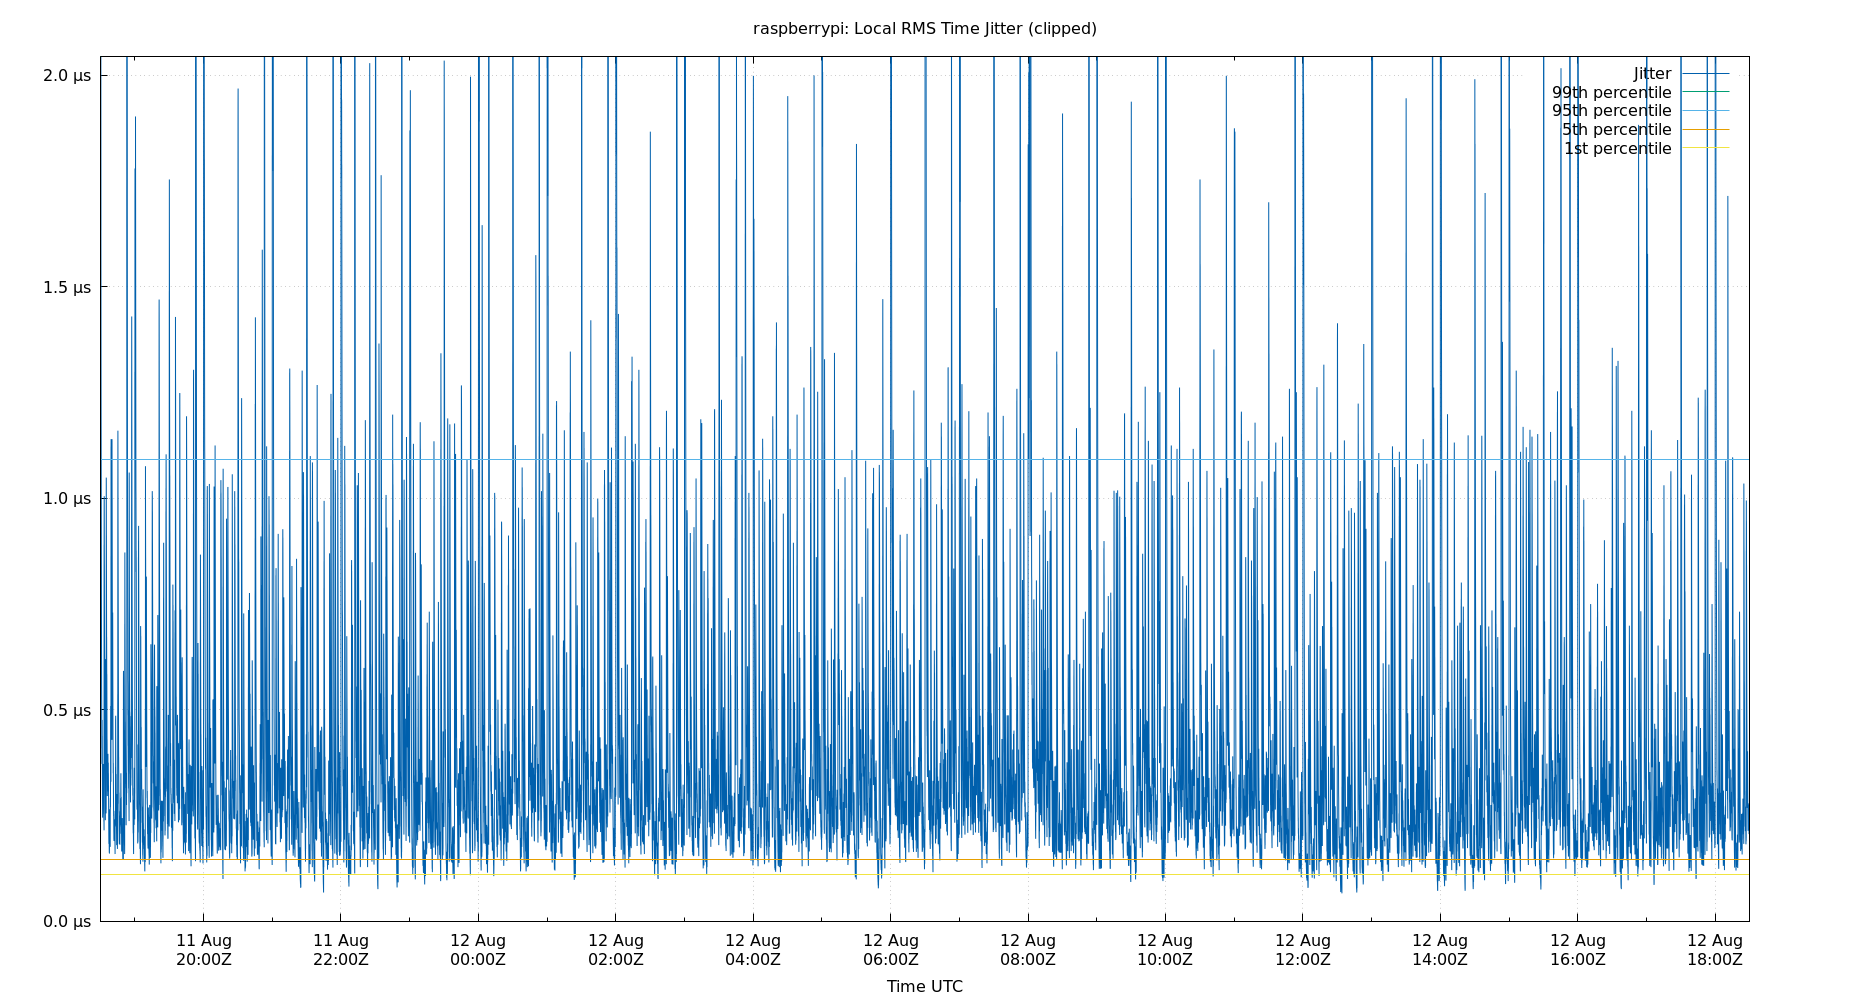 raspberrypi: Local RMS Time Jitter (clipped)
2.0 µs
1.5 µs
1.0 µs
0.5 µs
0.0 µs
Jitter
99th percentile
95th percentile
5th percentile
1st percentile
11 Aug 11 Aug 12 Aug 12 Aug 12 Aug 12 Aug 12 Aug 12 Aug 12 Aug 12 Aug 12 Aug 12 Aug
20:00Z 22:00Z 00:00Z 02:00Z 04:00Z 06:00Z 08:00Z 10:00Z 12:00Z 14:00Z 16:00Z 18:00Z
Time UTC